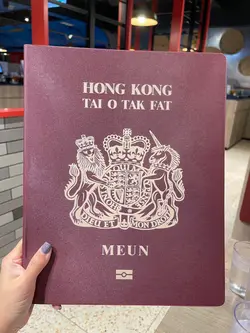 HONG KONG
TAI O TAK FAT
DIEU ET MON DROIT
MEUN